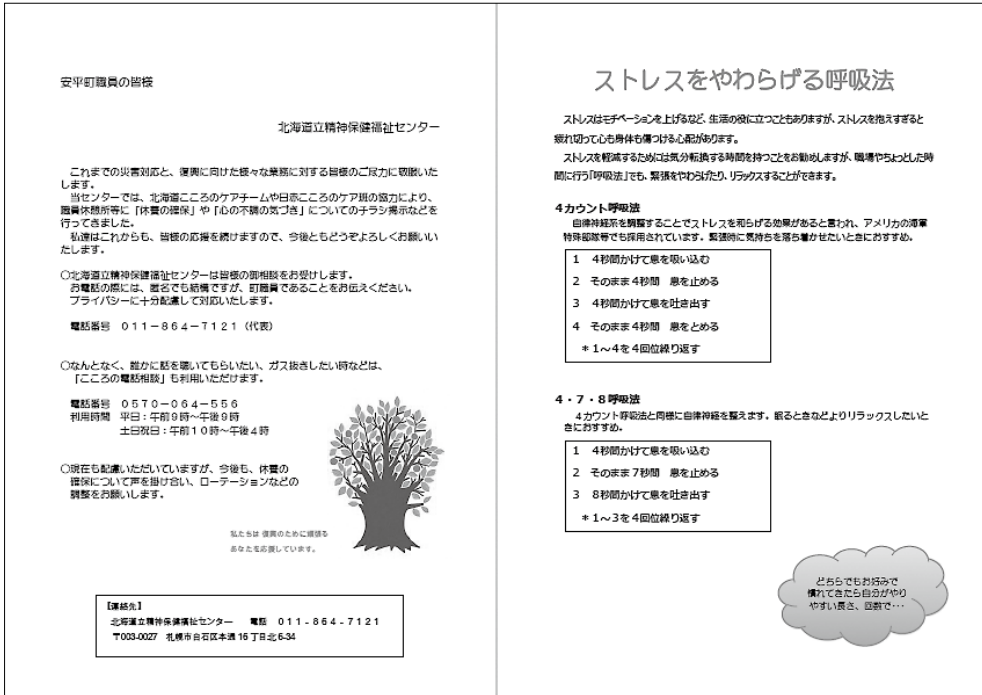 安平町職員の皆様
北海道立精神保健福祉センター
これまでの災害対応と、復興に向けた様々な業務に対する皆様のご尽力に敬服いた
します。
当センターでは、北海道こころのケアチームや日赤こころのケア班の協力により、
職員休憩所等に「休養の確保」や「心の不調の気づき」についてのチラシ掲示などを
行ってきました。
私達はこれからも、皆様の応援を続けますので、今後ともどうぞよろしくお願いい
たします。
○北海道立精神保健福祉センターは皆様の御相談をお受けします。
お電話の際には、匿名でも結構ですが、町職員であることをお伝えください。
プライバシーに十分配慮して対応いたします。
電話番号　011-864-7121（代表）
○なんとなく、誰かに話を聴いてもらいたい、ガス抜きしたい時などは、
「こころの電話相談」も利用いただけます。
電話番号　0570-064-556
利用時間　平日：午前9時～午後9時
土日祝日：午前10時～午後4時
○現在も配慮いただいていますが、今後も、休養の
確保について声を掛け合い、ローテーションなどの
調整をお願いします。
私たちは 復興のために頑張る
あなたを応援しています。
【連絡先】
北海道立精神保健福祉センター　電話　011-864-7121
〒003-0027　札幌市白石区本通16丁目北6-34
ストレスをやわらげる呼吸法
ストレスはモチベーションを上げるなど、生活の役に立つこともありますが、ストレスを抱えすぎると
疲れ切って心も身体も傷つける心配があります。
ストレスを軽減するためには気分転換する時間を持つことをお勧めしますが、職場やちょっとした時
間に行う「呼吸法」でも、緊張をやわらげたり、リラックスすることができます。
4カウント呼吸法
自律神経系を調整することでストレスを和らげる効果があると言われ、アメリカの海軍
特殊部隊等でも採用されています。緊張時に気持ちを落ち着かせたいときにおすすめ。
1　4秒間かけて息を吸い込む
2　そのまま4秒間　息を止める
3　4秒間かけて息を吐き出す
4　そのまま4秒間　息をとめる
＊1～4を4回位繰り返す
4・7・8呼吸法
4カウント呼吸法と同様に自律神経を整えます。眠るときなどよりリラックスしたいと
きにおすすめ。
1　4秒間かけて息を吸い込む
2　そのまま7秒間　息を止める
3　8秒間かけて息を吐き出す
＊1～3を4回位繰り返す
どちらでもお好みで
慣れてきたら自分がやり
やすい長さ、回数で・・・